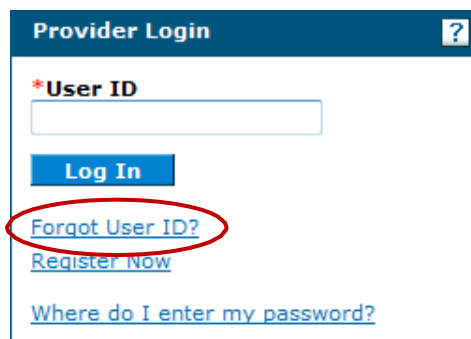 Provider Login ?
*User ID
Log In
Forgot User ID?
Register Now
Where do I enter my password?